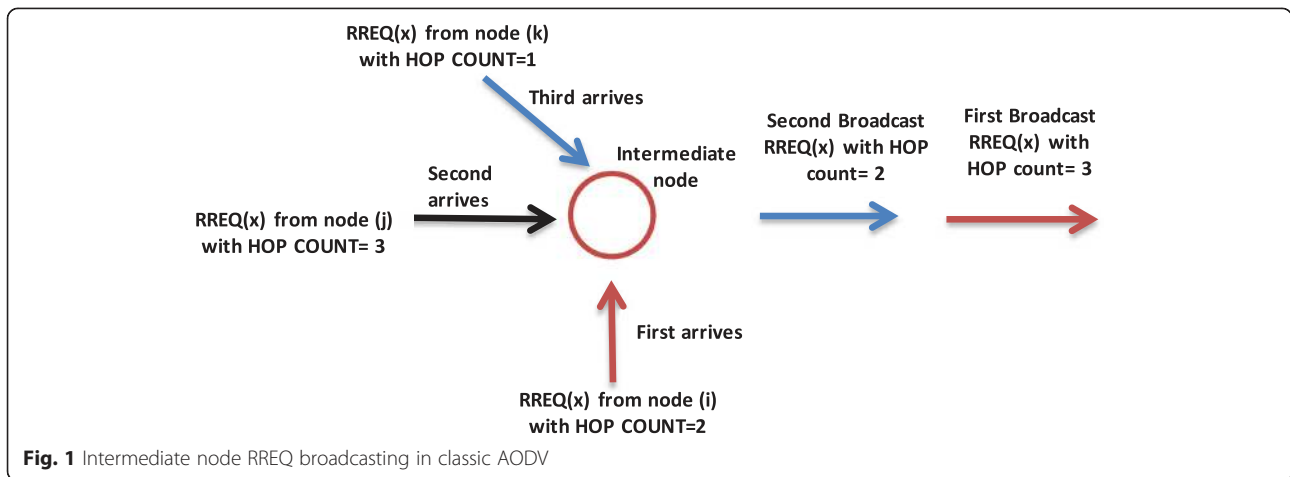 RREQ(x) from node (k)
with HOP COUNT=1
Third arrives
Intermediate
node
Second
arrives
RREQ(x) from node (j)
with HOP COUNT= 3
Second Broadcast
RREQ(x) with HOP
count= 2
First Broadcast
RREQ(x) with
HOP count= 3
First arrives
RREQ(x) from node (i)
with HOP COUNT=2
Fig. 1 Intermediate node RREQ broadcasting in classic AODV